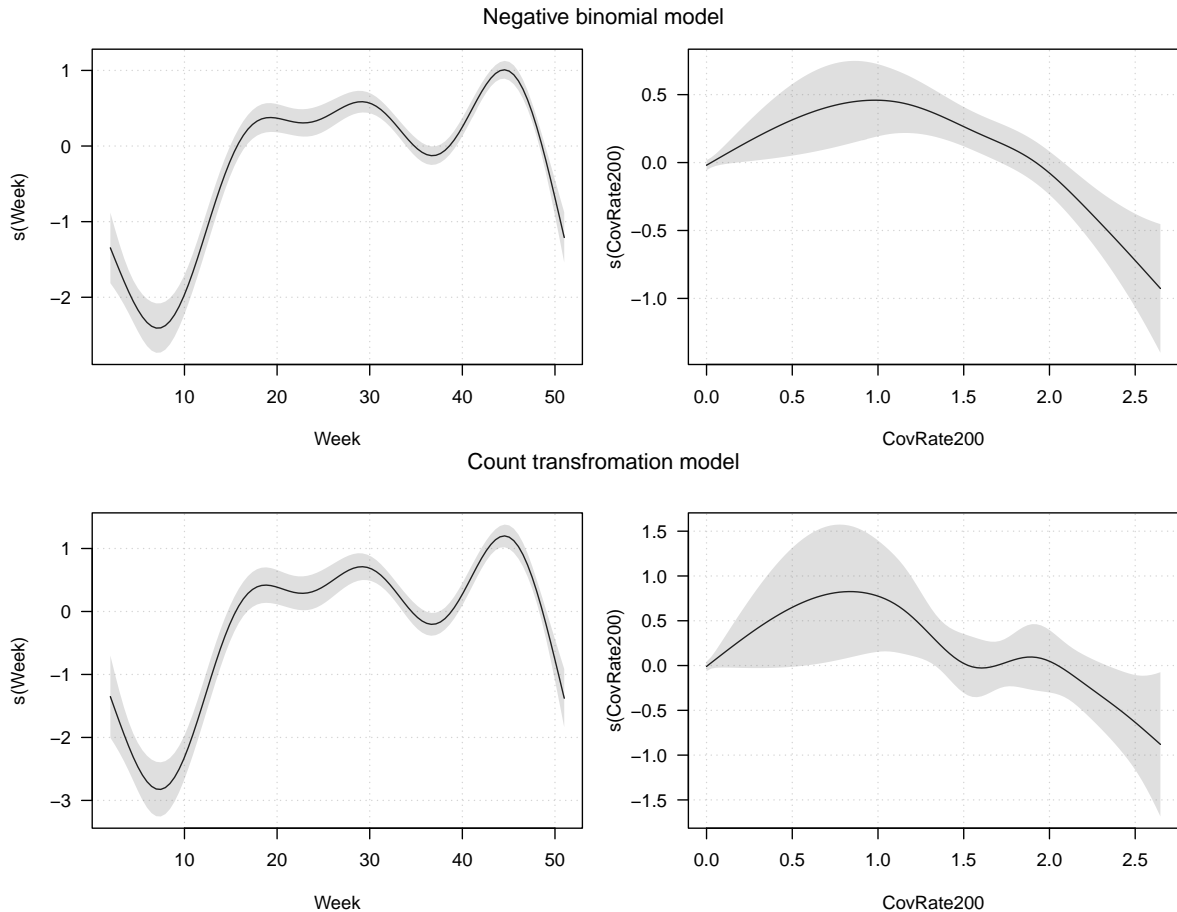 Negative binomial model
1
0
−1
−2
s(Week)
10 20 30 40 50
Week
0.5
0.0
−0.5
−1.0
s(CovRate200)
0.0 0.5 1.0 1.5 2.0 2.5
CovRate200
Count transfromation model
1
0
−1
−2
−3
s(Week)
10 20 30 40 50
Week
1.5
1.0
0.5
0.0
−0.5
−1.0
−1.5
s(CovRate200)
0.0 0.5 1.0 1.5 2.0 2.5
CovRate200